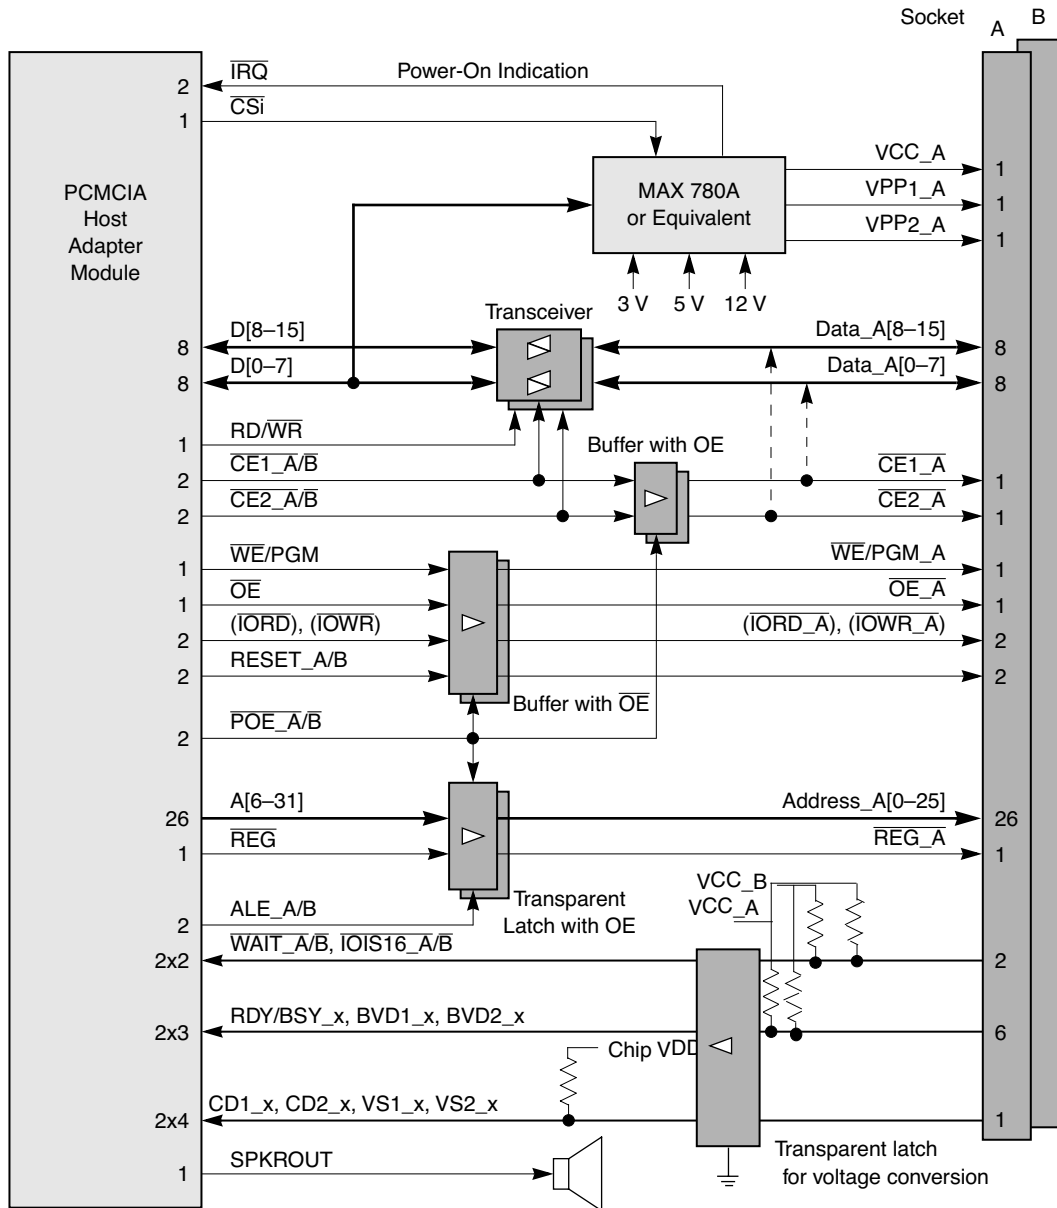 Socket A B
2 IRQ Power-On Indication
1 CSi
PCMCIA
Host
Adapter
Module
MAX 780A
or Equivalent
VCC_A 1
VPP1_A 1
VPP2_A 1
3 V 5 V 12 V
Transceiver
8 D[8–15] Data_A[8–15] 8
8 D[0–7] Data_A[0–7] 8
1 RD/WR
Buffer with OE
2 CE1_A/B CE1_A 1
2 CE2_A/B CE2_A 1
1 WE/PGM WE/PGM_A 1
1 OE OE_A 1
2 (IORD), (IOWR) (IORD_A), (IOWR_A) 2
2 RESET_A/B 2
Buffer with OE
2 POE_A/B
26 A[6–31] Address_A[0–25] 26
1 REG REG_A 1
VCC_B
VCC_A
Transparent
Latch with OE
2 ALE_A/B
2x2 WAIT_A/B, IOIS16_A/B 2
2x3 RDY/BSY_x, BVD1_x, BVD2_x 6
Chip VDD
2x4 CD1_x, CD2_x, VS1_x, VS2_x 1
1 SPKROUT
Transparent latch
for voltage conversion